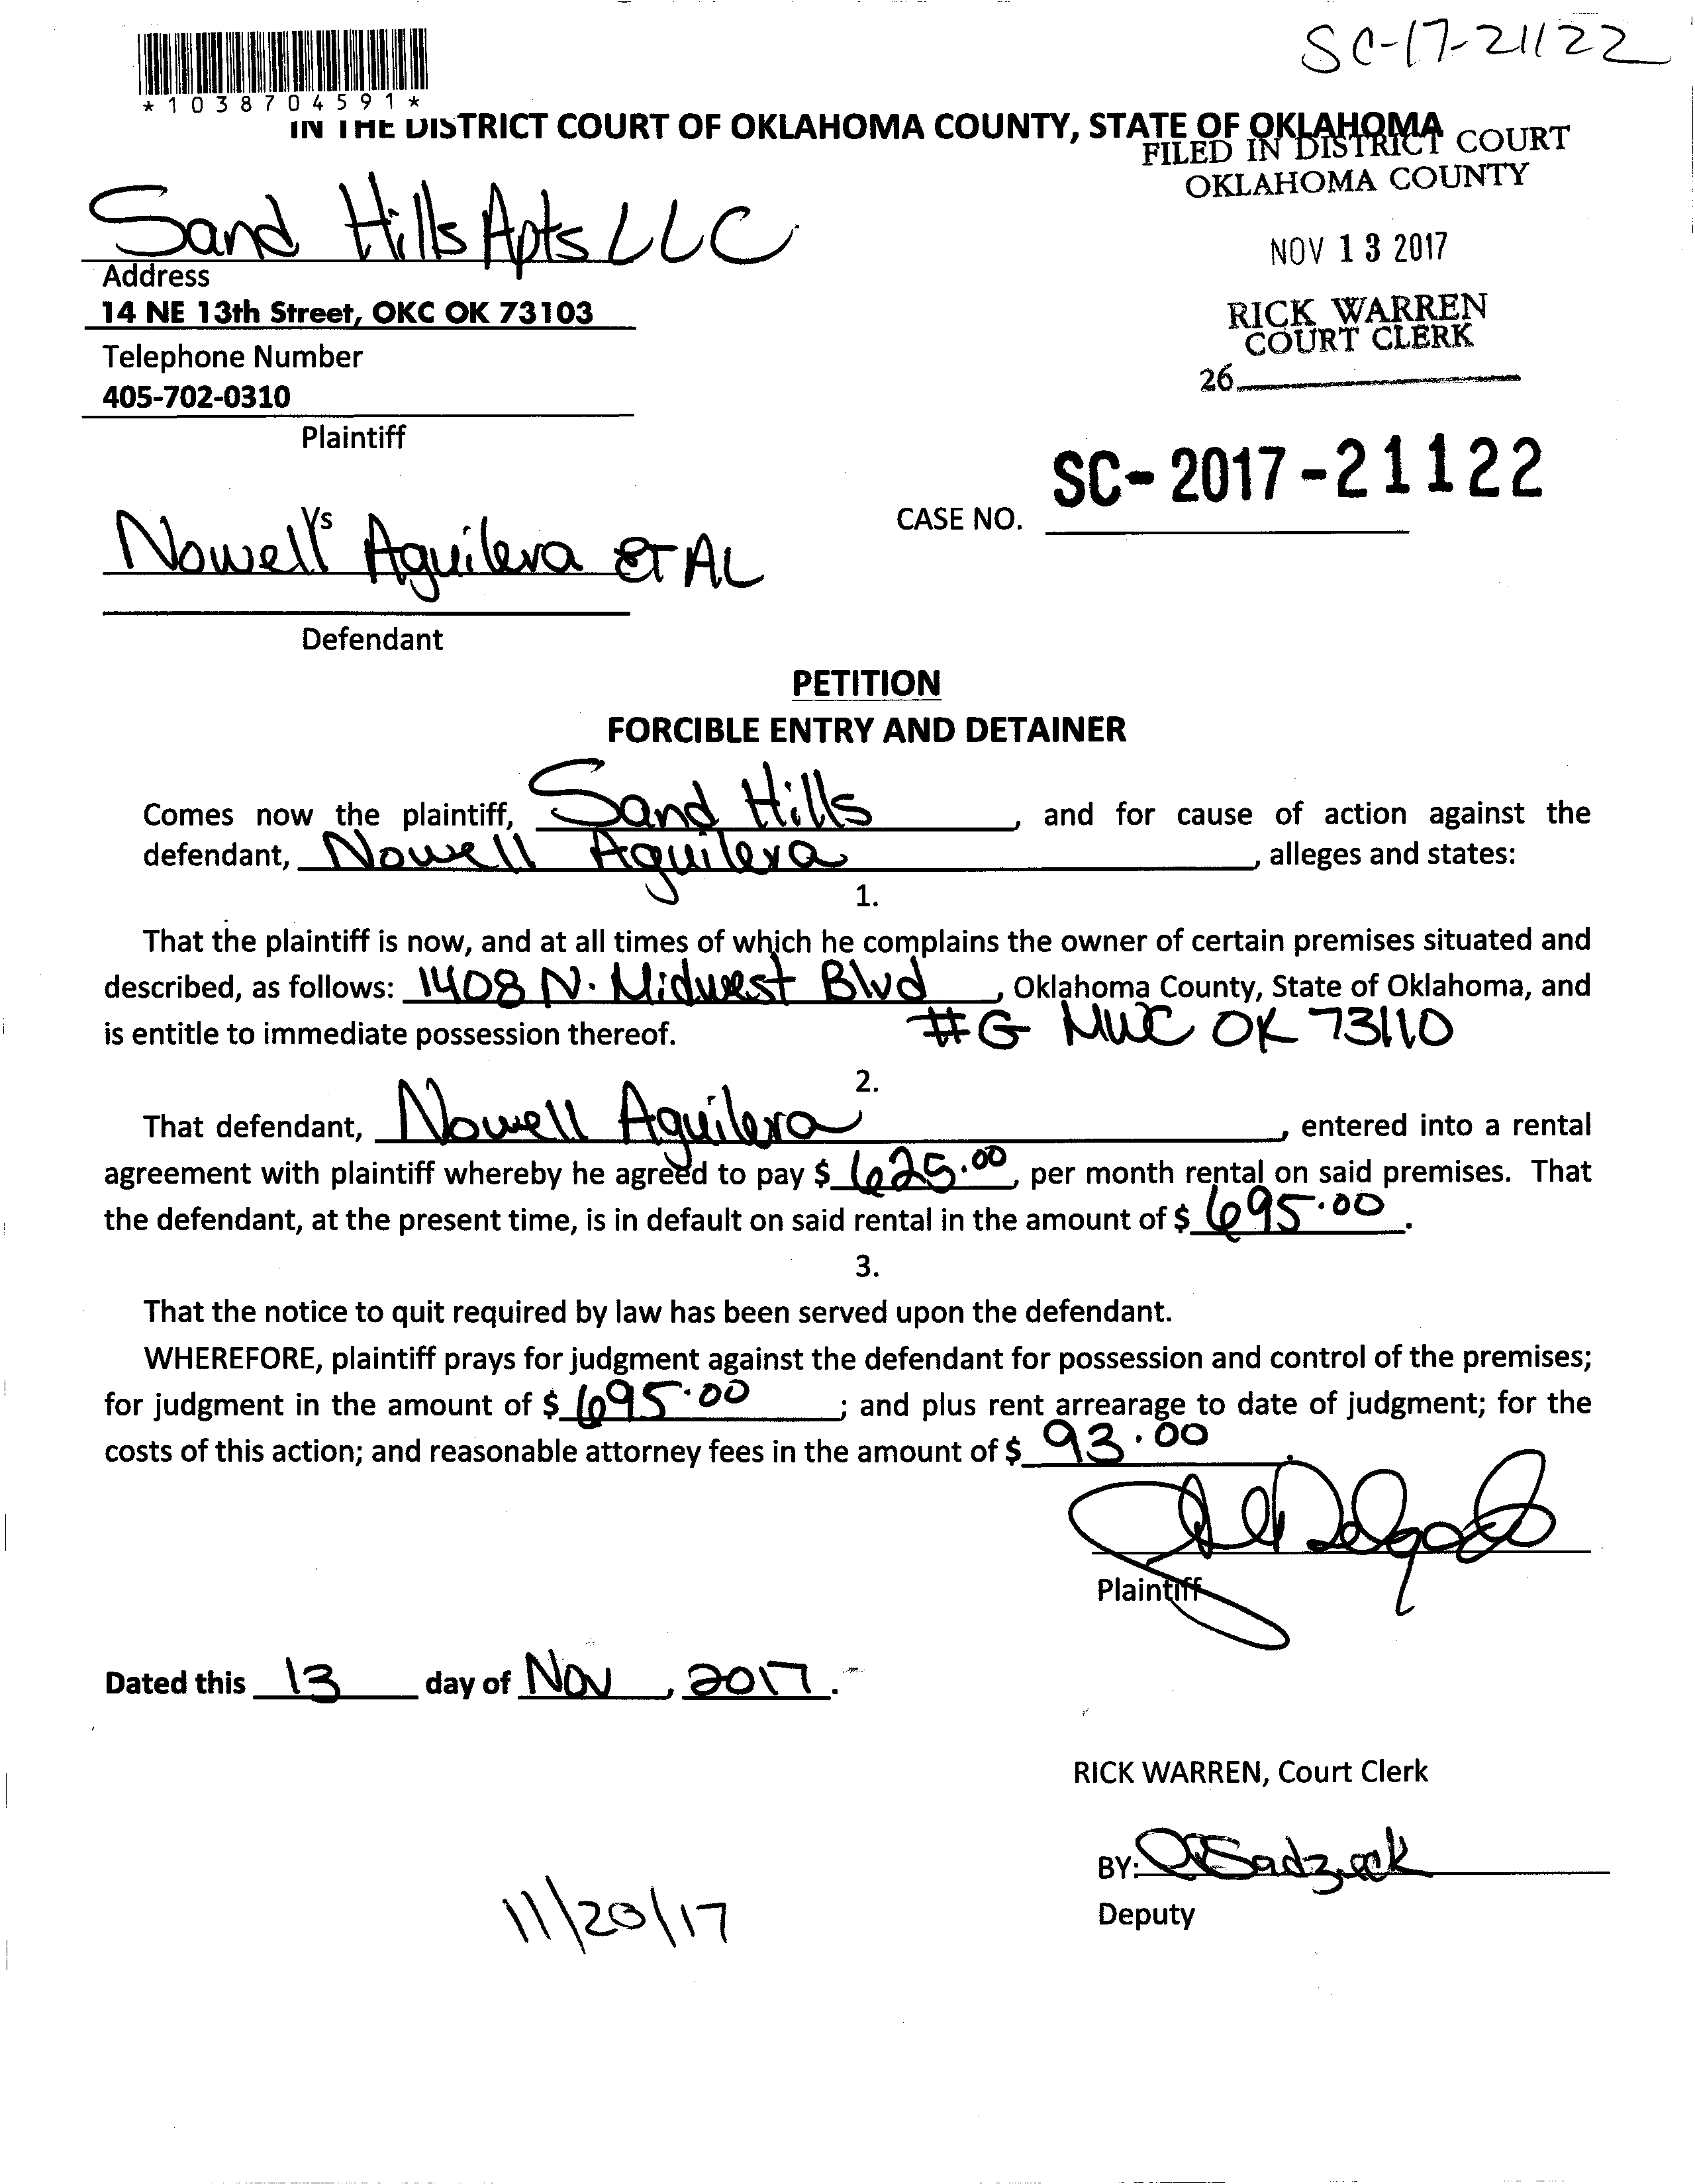 SC-17-21122
*1038704591*
IN THE DISTRICT COURT OF OKLAHOMA COUNTY, STATE OF OKLAHOMA
FILED IN DISTRICT COURT
OKLAHOMA COUNTY
Sand Hills Apts LLC
NOV 13 2017
Address
14 NE 13th Street, OKC OK 73103
RICK WARREN
COURT CLERK
Telephone Number
26
405-702-0310
Plaintiff
SC-2017-21122
CASE NO.
Vs
Nowell Aguilera ET AL
Defendant
PETITION
FORCIBLE ENTRY AND DETAINER
Comes now the plaintiff, Sand Hills, and for cause of action against the
defendant, Nowell Aguilera, alleges and states:
1.
That the plaintiff is now, and at all times of which he complains the owner of certain premises situated and
described, as follows: 1408 N. Midwest Blvd, Oklahoma County, State of Oklahoma, and
is entitle to immediate possession thereof. #G MWC OK 73110
2.
That defendant, Nowell Aguilera, entered into a rental
agreement with plaintiff whereby he agreed to pay $ 625.00, per month rental on said premises. That
the defendant, at the present time, is in default on said rental in the amount of $ 695.00.
3.
That the notice to quit required by law has been served upon the defendant.
WHEREFORE, plaintiff prays for judgment against the defendant for possession and control of the premises;
for judgment in the amount of $ 695.00; and plus rent arrearage to date of judgment; for the
costs of this action; and reasonable attorney fees in the amount of $ 93.00
Delgado
Plaintiff
Dated this 13 day of Nov, 2017.
RICK WARREN, Court Clerk
BY:
Deputy
11/20/17